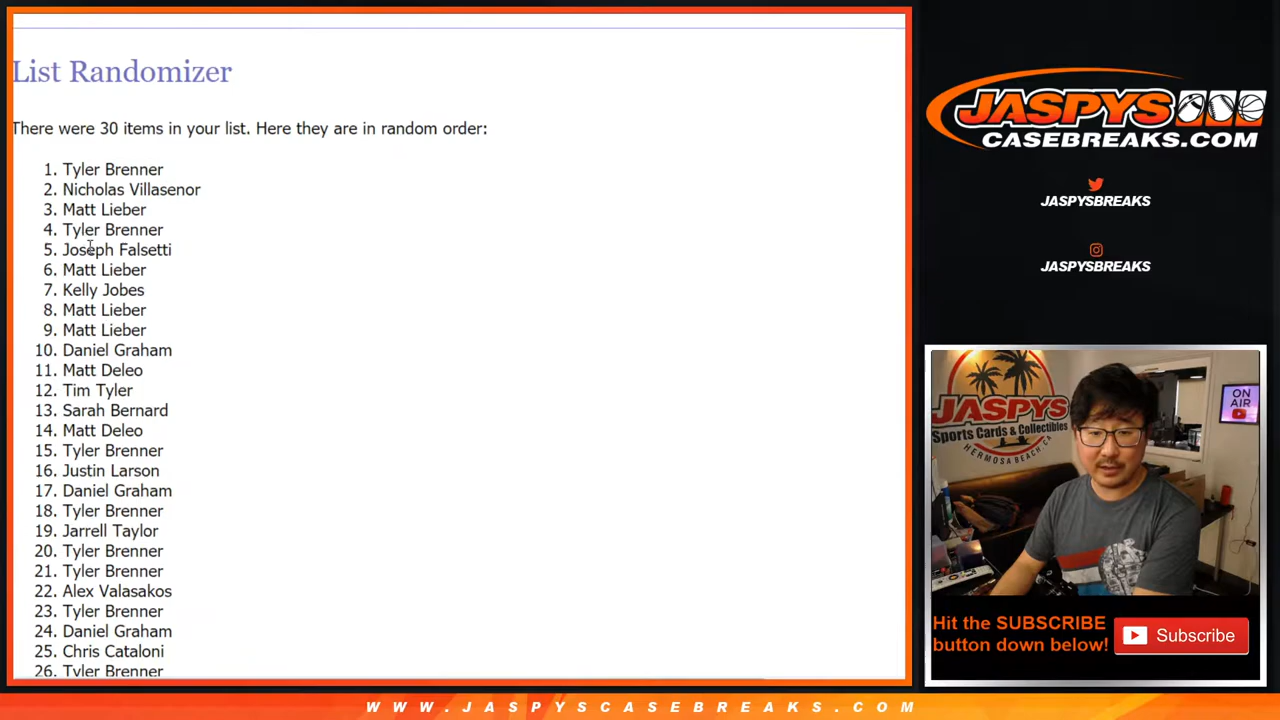 List Randomizer
There were 30 items in your list. Here they are in random order:
1. Tyler Brenner
2. Nicholas Villasenor
3. Matt Lieber
4. Tyler Brenner
5. Joseph Falsetti
6. Matt Lieber
7. Kelly Jobes
8. Matt Lieber
9. Matt Lieber
10. Daniel Graham
11. Matt Deleo
12. Tim Tyler
13. Sarah Bernard
14. Matt Deleo
15. Tyler Brenner
16. Justin Larson
17. Daniel Graham
18. Tyler Brenner
19. Jarrell Taylor
20. Tyler Brenner
21. Tyler Brenner
22. Alex Valasakos
23. Tyler Brenner
24. Daniel Graham
25. Chris Cataloni
26. Tyler Brenner
JASPYS
CASEBREAKS.COM
JASPYSBREAKS
JASPYSBREAKS
JASPYS
Sports Cards & Collectibles
HERMOSA BEACH, CA
ON
AIR
Hit the SUBSCRIBE
button down below!
Subscribe
WWW.JASPYSCASEBREAKS.COM